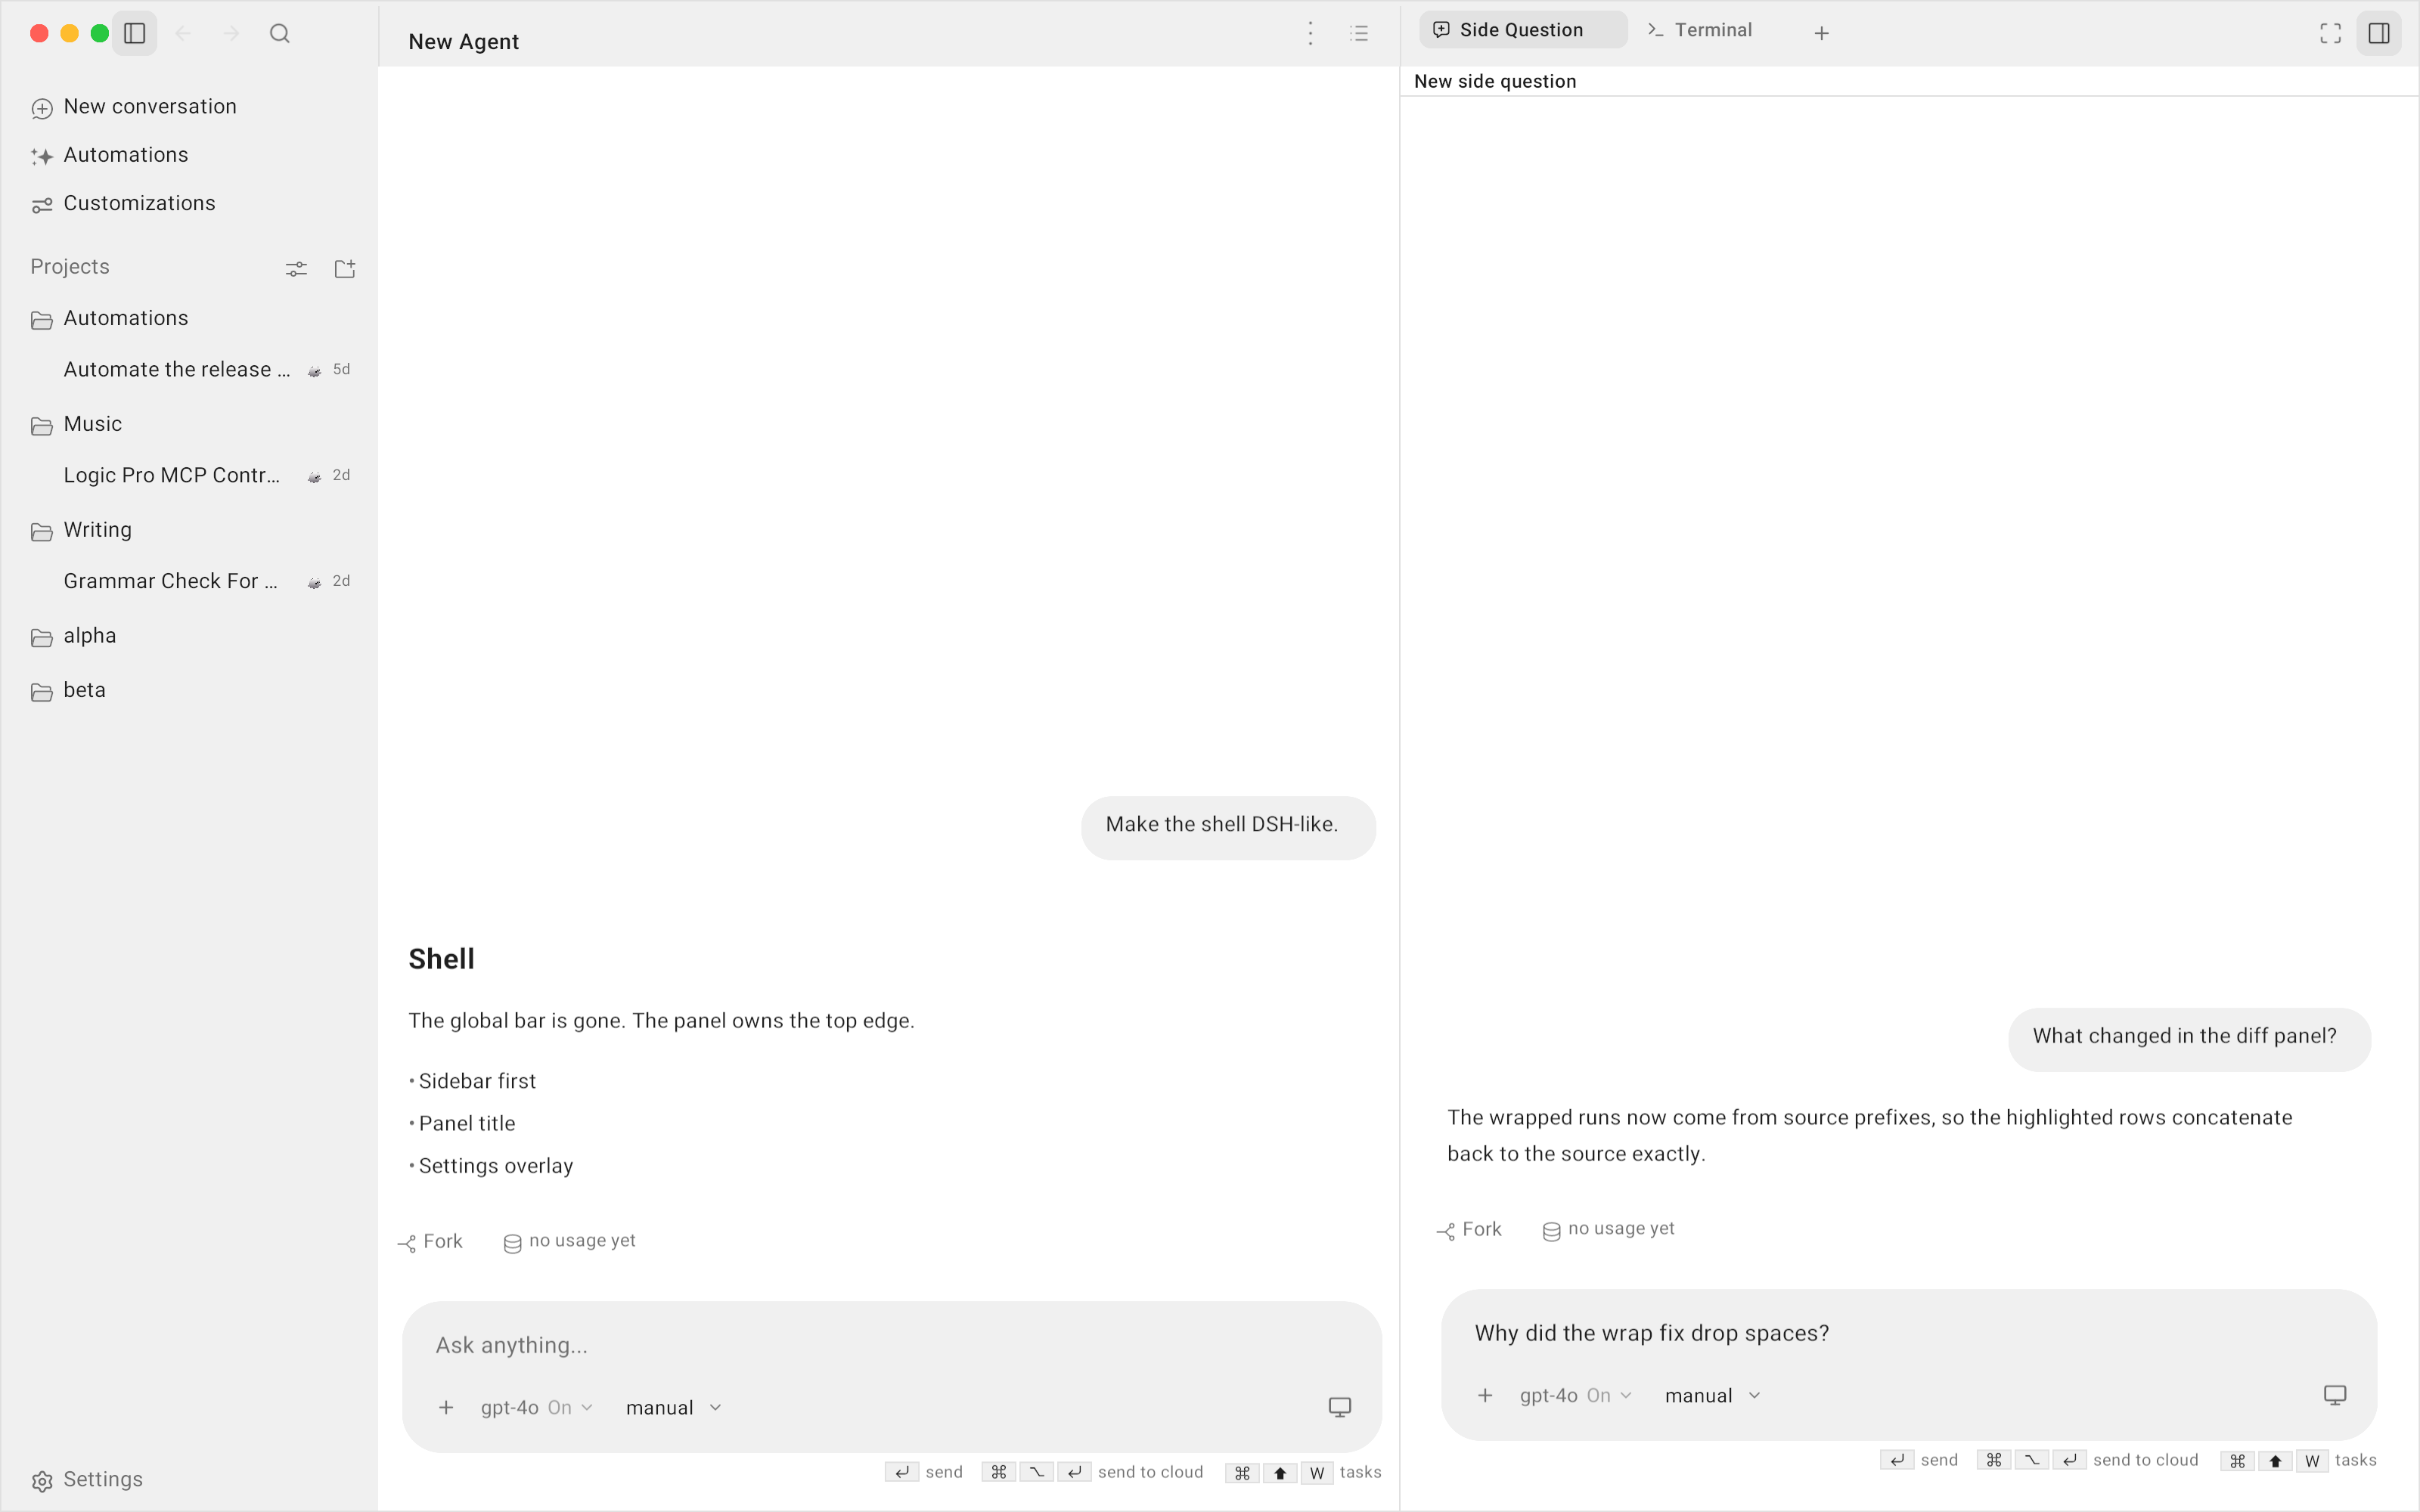 New Agent
Side Question
Terminal
New side question
New conversation
Automations
Customizations
Projects
Automations
Automate the release ... 5d
Music
Logic Pro MCP Contr... 2d
Writing
Grammar Check For ... 2d
alpha
beta
Settings
Make the shell DSH-like.
Shell
The global bar is gone. The panel owns the top edge.
• Sidebar first
• Panel title
• Settings overlay
Fork no usage yet
Ask anything...
gpt-4o On manual
send ⌘ ⌥ send to cloud ⌘ W tasks
What changed in the diff panel?
The wrapped runs now come from source prefixes, so the highlighted rows concatenate
back to the source exactly.
Fork no usage yet
Why did the wrap fix drop spaces?
gpt-4o On manual
send ⌘ ⌥ send to cloud ⌘ W tasks